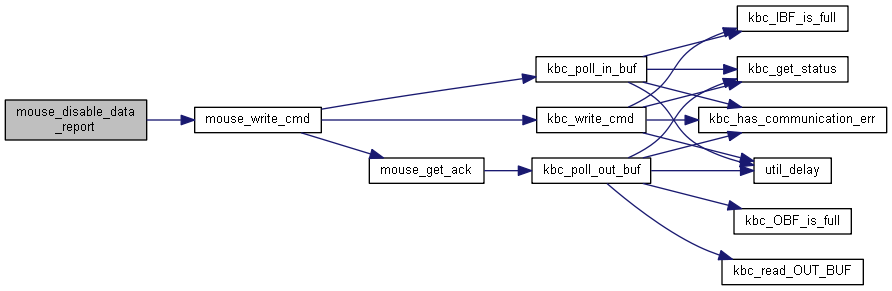 mouse_disable_data
_report
mouse_write_cmd
kbc_poll_in_buf
kbc_write_cmd
mouse_get_ack
kbc_poll_out_buf
kbc_IBF_is_full
kbc_get_status
kbc_has_communication_err
util_delay
kbc_OBF_is_full
kbc_read_OUT_BUF